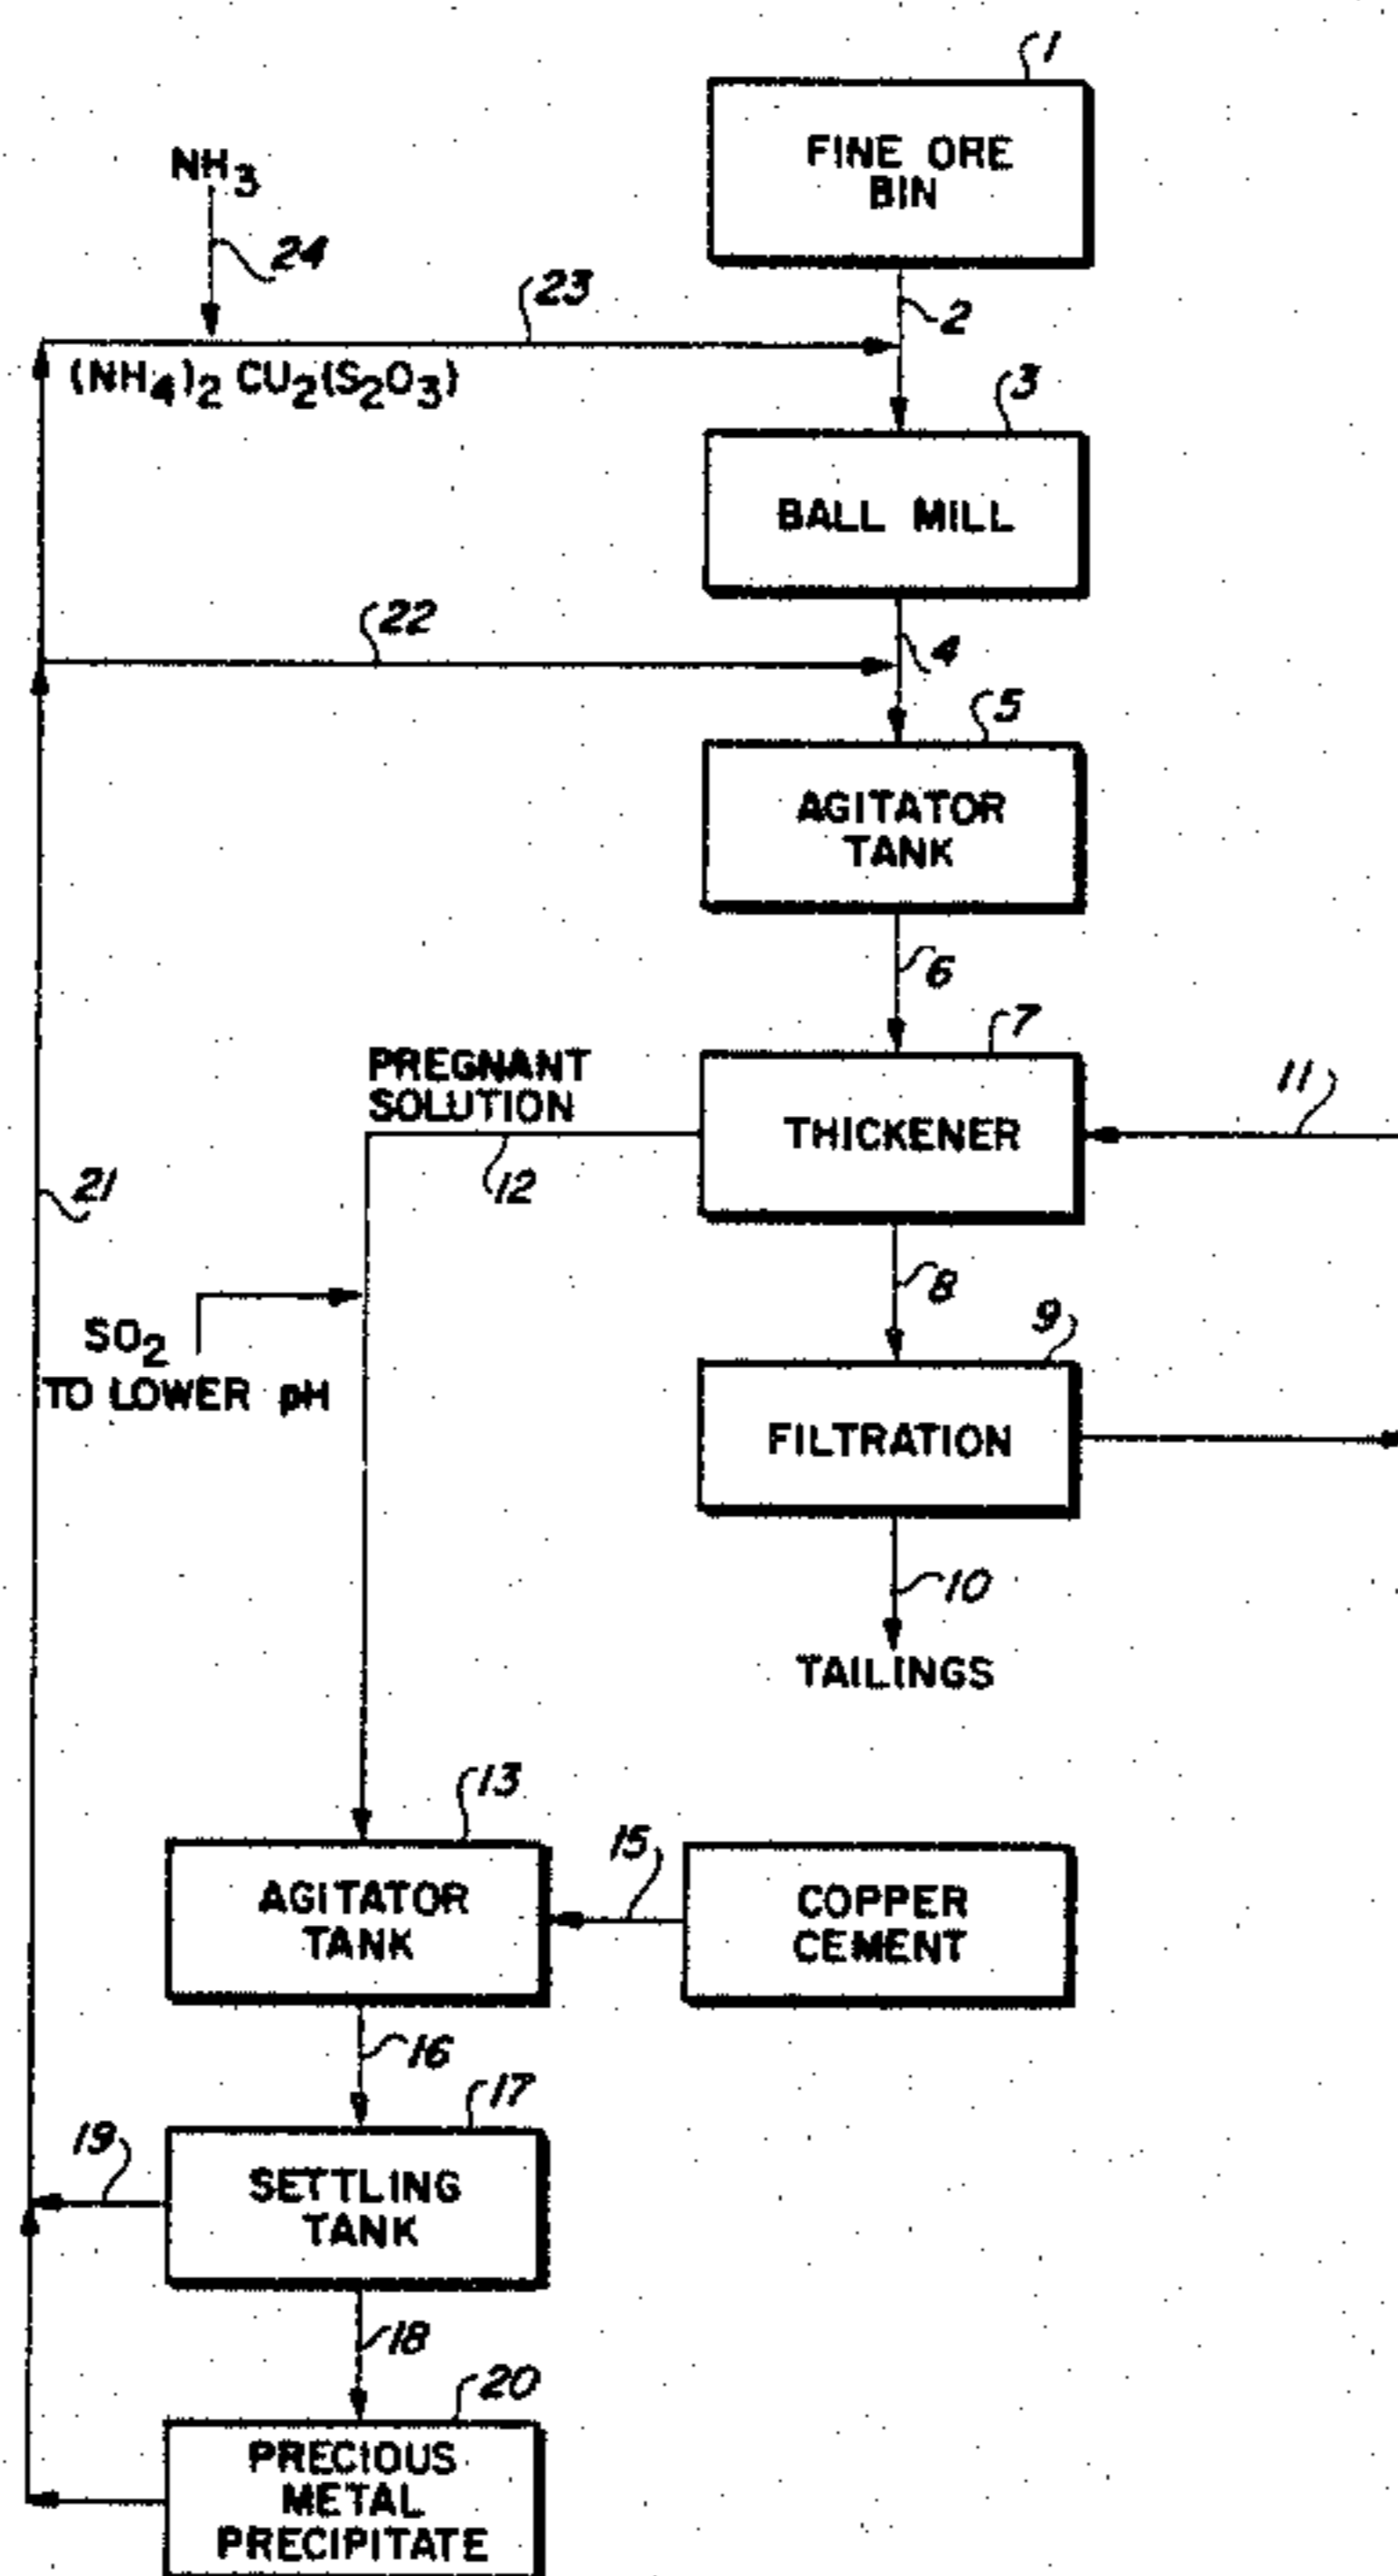 1
FINE ORE
BIN
NH3
24
23
2
(NH4)2 CU2(S2O3)
3
BALL MILL
22
4
5
AGITATOR
TANK
6
7
PREGNANT
SOLUTION
THICKENER
11
12
21
8
SO2
TO LOWER pH
9
FILTRATION
10
TAILINGS
13
AGITATOR
TANK
15
COPPER
CEMENT
16
17
19
SETTLING
TANK
18
20
PRECIOUS
METAL
PRECIPITATE